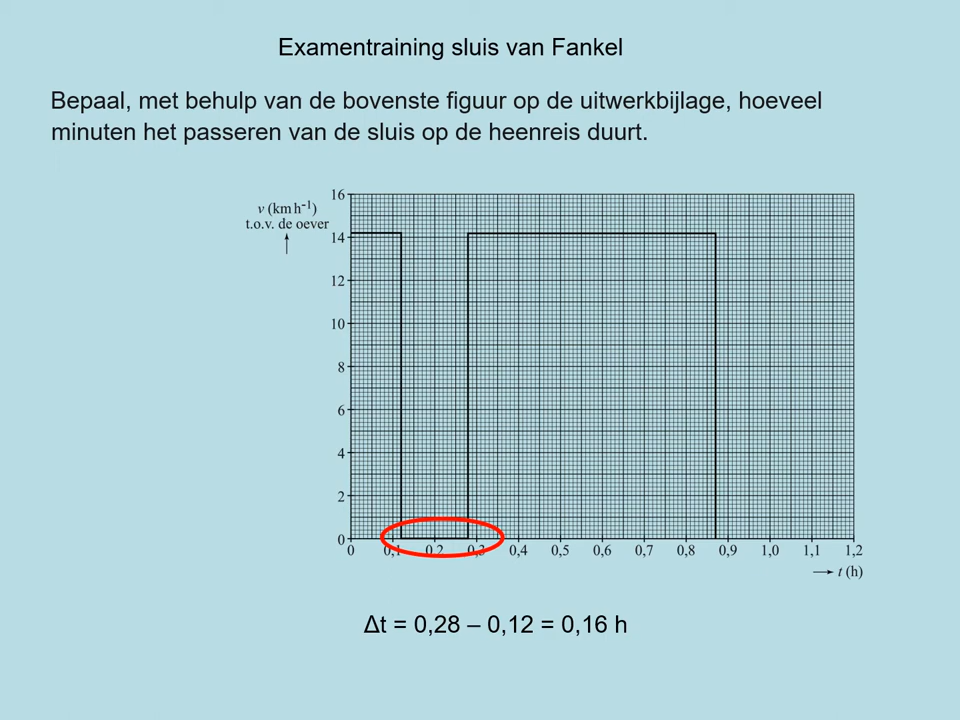 Examentraining sluis van Fankel
Bepaal, met behulp van de bovenste figuur op de uitwerkbijlage, hoeveel
minuten het passeren van de sluis op de heenreis duurt.
v (km h⁻¹)
t.o.v. de oever
16
14
12
10
8
6
4
2
0
0 0,1 0,2 0,3 0,4 0,5 0,6 0,7 0,8 0,9 1,0 1,1 1,2
t (h)
Δt = 0,28 – 0,12 = 0,16 h